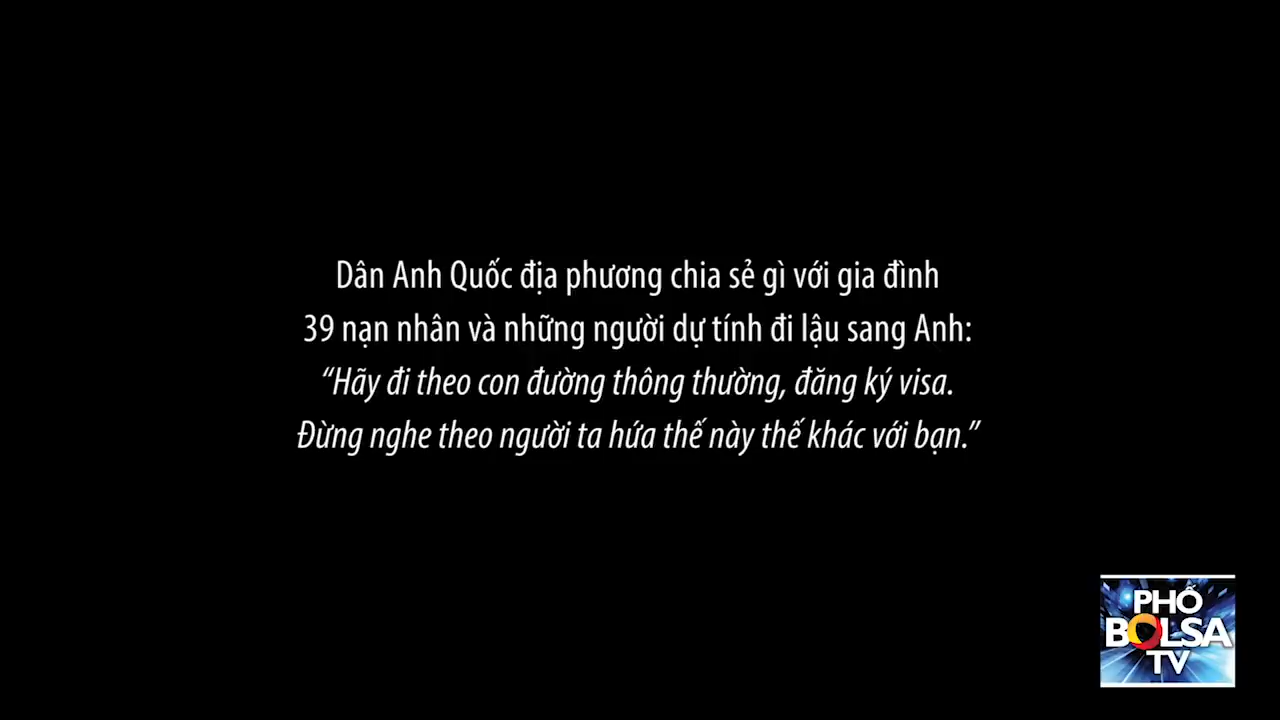 Dân Anh Quốc địa phương chia sẻ gì với gia đình
39 nạn nhân và những người dự tính đi lậu sang Anh:
“Hãy đi theo con đường thông thường, đăng ký visa.
Đừng nghe theo người ta hứa thế này thế khác với bạn.”
PHỐ
BOLSA
TV